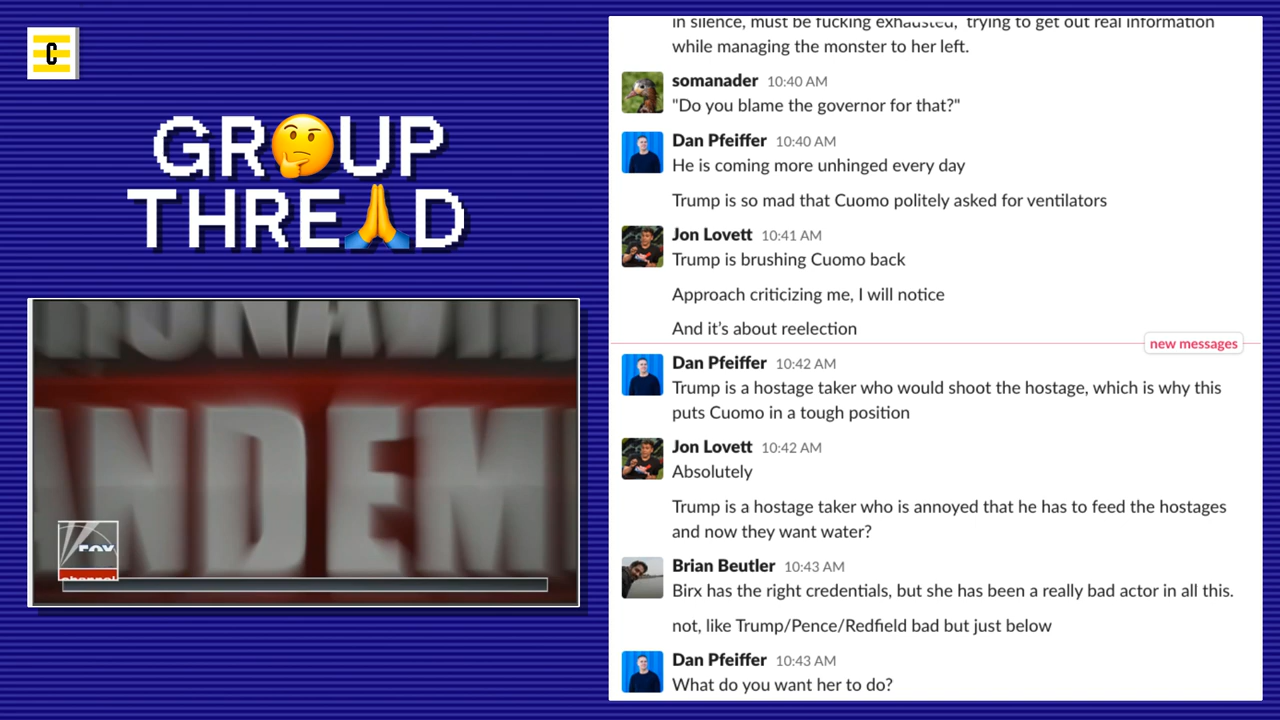 C
GR🤔UP
THRE🙏D
NDEN
FOX
channel
in silence, must be fucking exhausted, trying to get out real information
while managing the monster to her left.
somanader 10:40 AM
"Do you blame the governor for that?"
Dan Pfeiffer 10:40 AM
He is coming more unhinged every day
Trump is so mad that Cuomo politely asked for ventilators
Jon Lovett 10:41 AM
Trump is brushing Cuomo back
Approach criticizing me, I will notice
And it's about reelection
new messages
Dan Pfeiffer 10:42 AM
Trump is a hostage taker who would shoot the hostage, which is why this
puts Cuomo in a tough position
Jon Lovett 10:42 AM
Absolutely
Trump is a hostage taker who is annoyed that he has to feed the hostages
and now they want water?
Brian Beutler 10:43 AM
Birx has the right credentials, but she has been a really bad actor in all this.
not, like Trump/Pence/Redfield bad but just below
Dan Pfeiffer 10:43 AM
What do you want her to do?